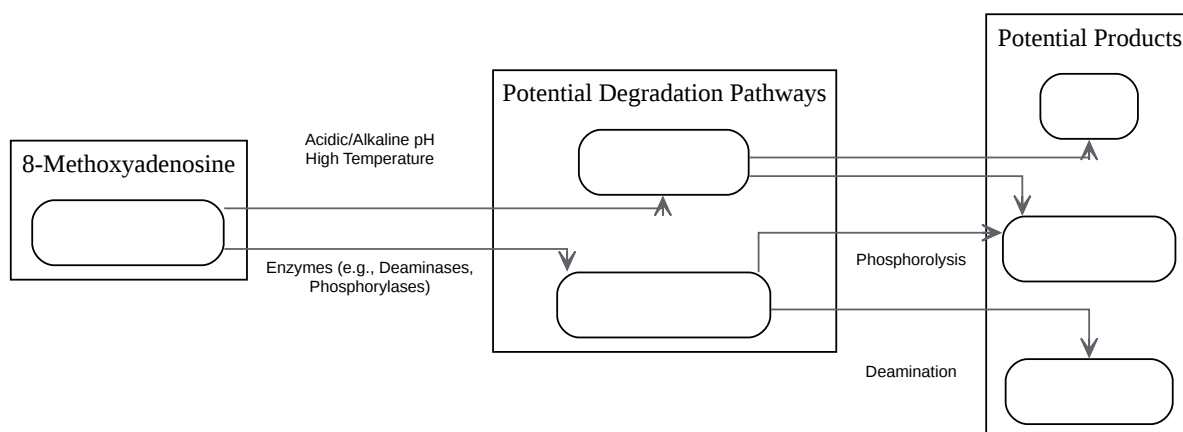 8-Methoxyadenosine
Acidic/Alkaline pH
High Temperature
Enzymes (e.g., Deaminases,
Phosphorylases)
Potential Degradation Pathways
Phosphorolysis
Deamination
Potential Products